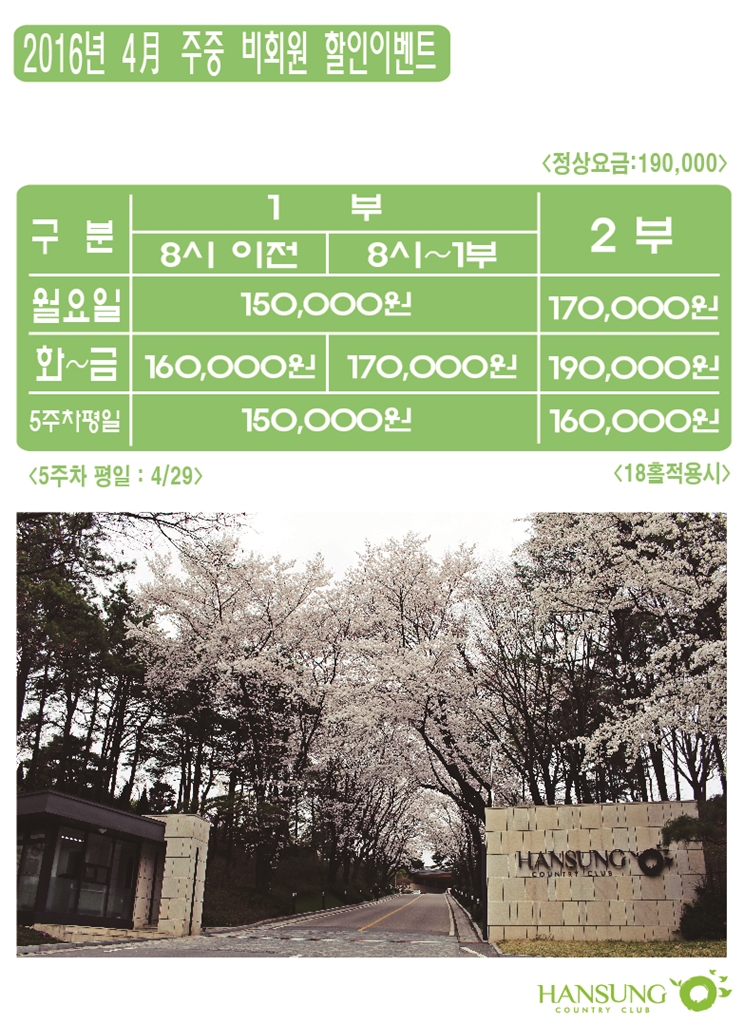 2016년 4月 주중 비회원 할인이벤트
<정상요금:190,000>
구 분 1 부 2 부
8시 이전 8시~1부
월요일 150,000원 170,000원
화~금 160,000원 170,000원 190,000원
5주차평일 150,000원 160,000원
<5주차 평일 : 4/29> <18홀적용시>
HANSUNG
COUNTRY CLUB
HANSUNG
COUNTRY CLUB